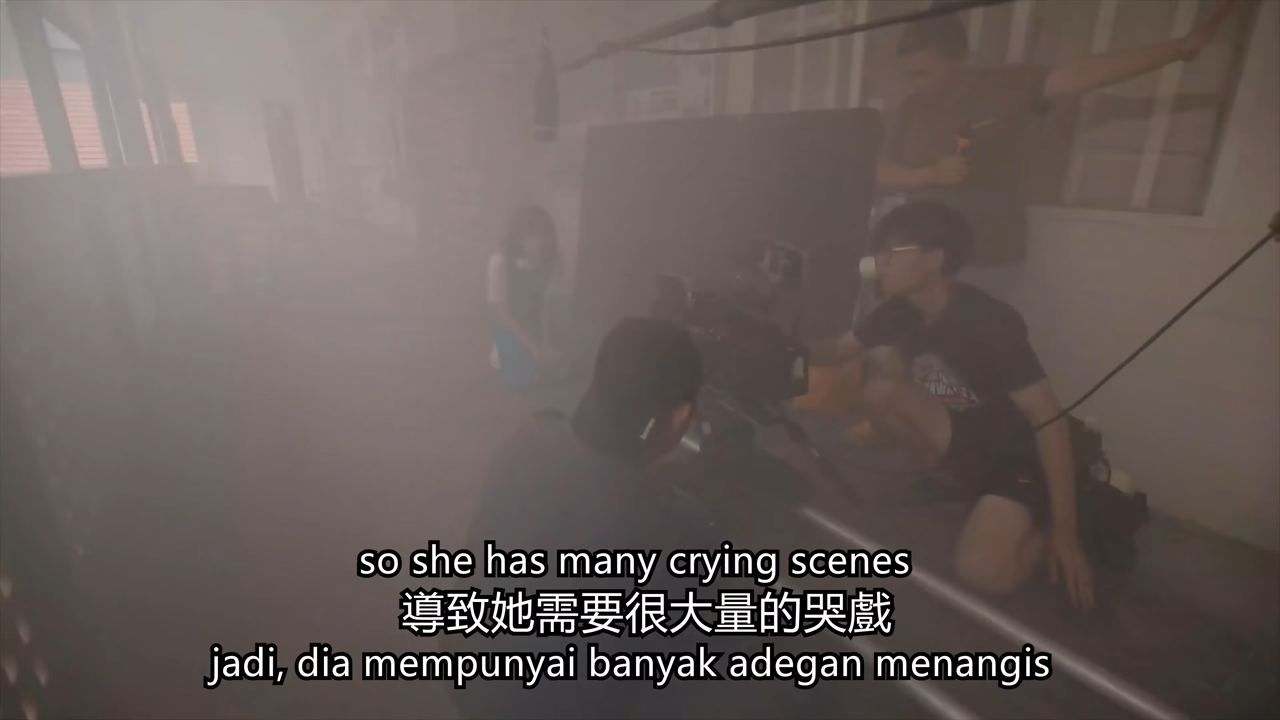 so she has many crying scenes
導致她需要很大量的哭戲
jadi, dia mempunyai banyak adegan menangis